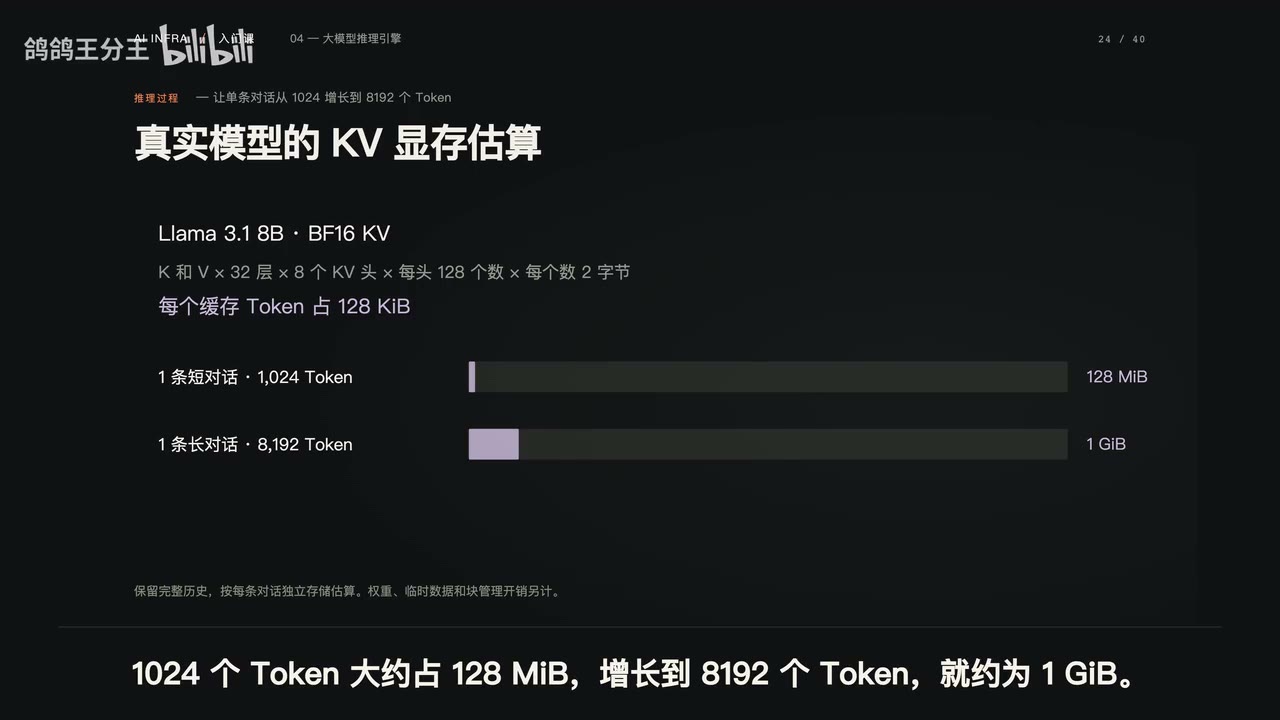 鸽鸽王分王 bilibili
AI INFRA / 入门课 04 — 大模型推理引擎 24 / 40
推理过程 — 让单条对话从 1024 增长到 8192 个 Token
真实模型的 KV 显存估算
Llama 3.1 8B · BF16 KV
K 和 V × 32 层 × 8 个 KV 头 × 每头 128 个数 × 每个数 2 字节
每个缓存 Token 占 128 KiB
1 条短对话 · 1,024 Token 128 MiB
1 条长对话 · 8,192 Token 1 GiB
保留完整历史，按每条对话独立存储估算。权重、临时数据和块管理开销另计。
1024 个 Token 大约占 128 MiB，增长到 8192 个 Token，就约为 1 GiB。